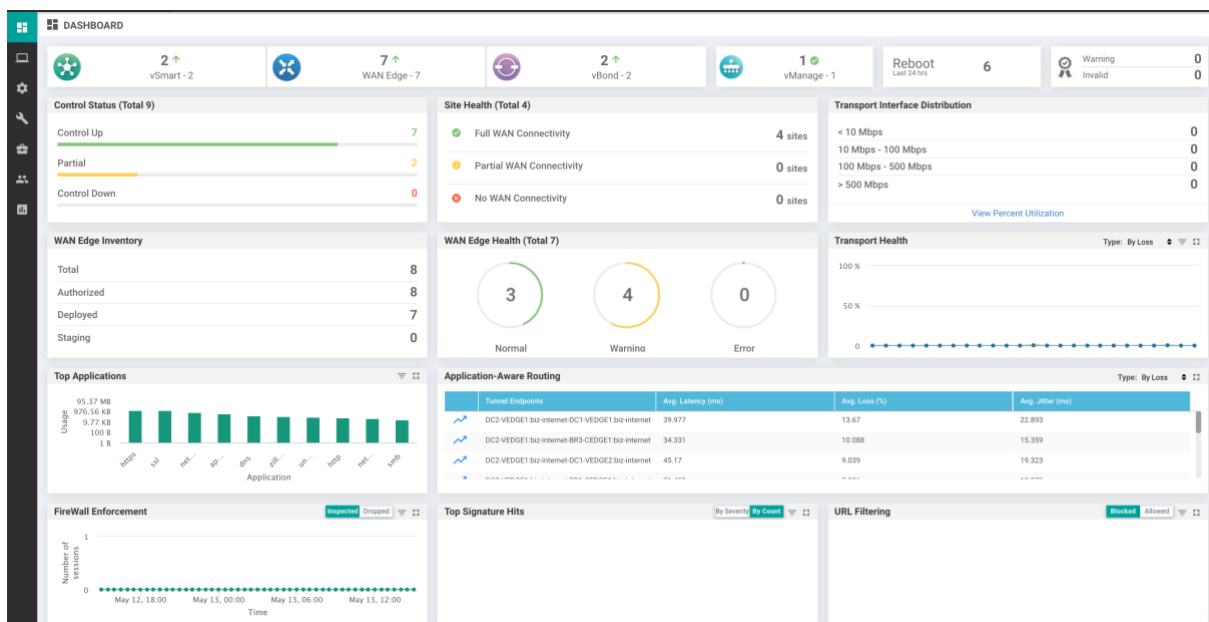 DASHBOARD
2
vSmart - 2
7
WAN Edge - 7
2
vBond - 2
1
vManage - 1
Reboot
Last 24 hrs
6
Warning 0
Invalid 0
Control Status (Total 9)
Control Up 7
Partial 2
Control Down 0
Site Health (Total 4)
Full WAN Connectivity 4 sites
Partial WAN Connectivity 0 sites
No WAN Connectivity 0 sites
Transport Interface Distribution
< 10 Mbps 0
10 Mbps - 100 Mbps 0
100 Mbps - 500 Mbps 0
> 500 Mbps 0
View Percent Utilization
WAN Edge Inventory
Total 8
Authorized 8
Deployed 7
Staging 0
WAN Edge Health (Total 7)
3 4 0
Normal Warning Error
Transport Health Type: By Loss
100 %
50 %
0
Top Applications
Usage
95.37 MB
976.56 KB
9.77 KB
100 B
1 B
https ssl net... ap... dns zill... un... http net... smb
Application
Application-Aware Routing Type: By Loss
Tunnel Endpoints Avg. Latency (ms) Avg. Loss (%) Avg. Jitter (ms)
DC2-VEDGE1:biz-internet-DC1-VEDGE1:biz-internet 39.977 13.67 22.893
DC2-VEDGE1:biz-internet-BR3-CEDGE1:biz-internet 34.331 10.088 15.359
DC2-VEDGE1:biz-internet-DC1-VEDGE2:biz-internet 45.17 9.039 19.323
FireWall Enforcement Inspected Dropped
Number of
sessions
1
0
May 12, 18:00 May 13, 00:00 May 13, 06:00 May 13, 12:00
Time
Top Signature Hits By Severity By Count
URL Filtering Blocked Allowed